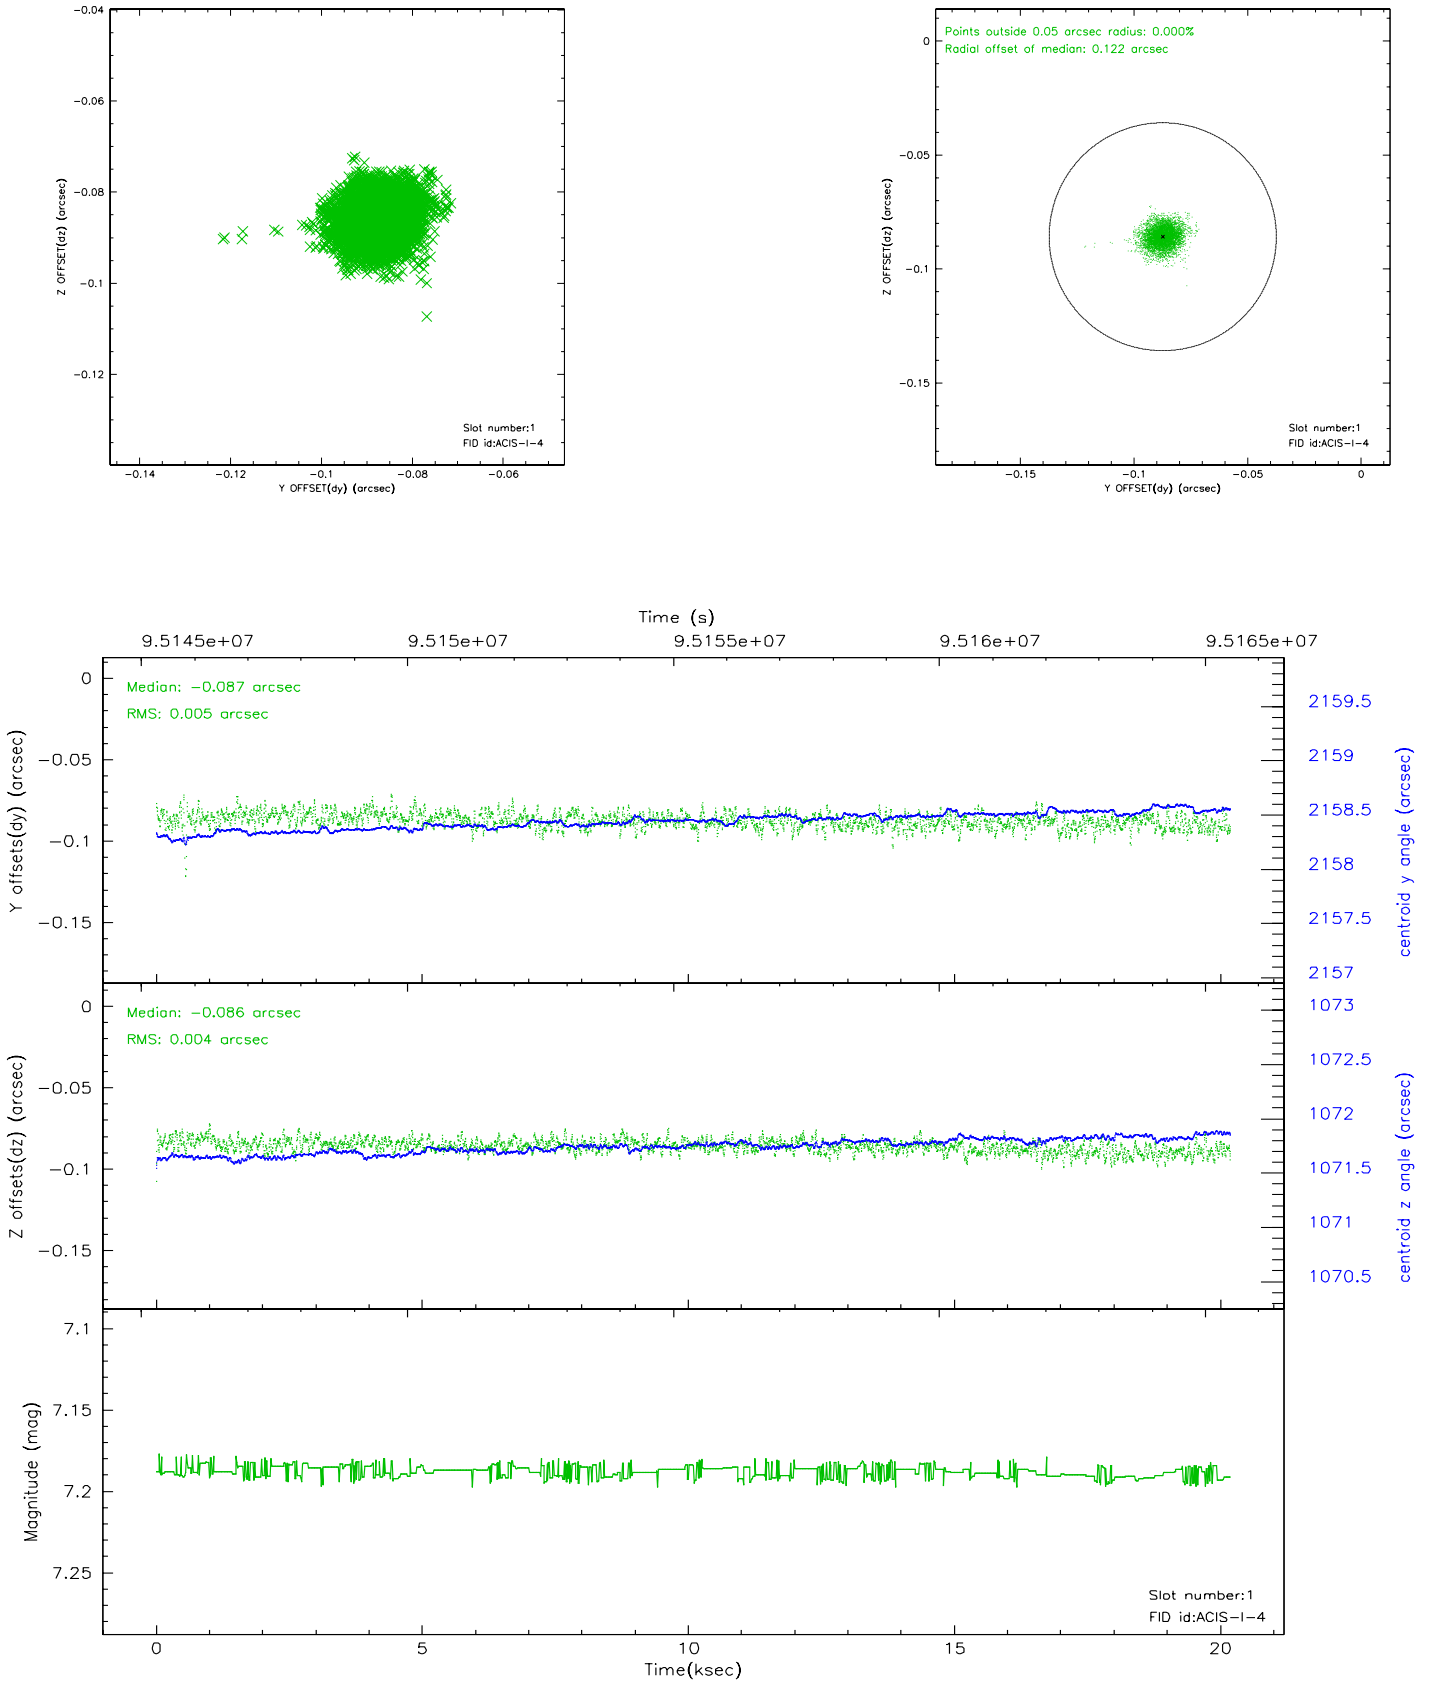 -0.04
-0.06
-0.08
-0.1
-0.12
Z OFFSET(dz) (arcsec)
Slot number:1
FID id:ACIS-I-4
-0.14 -0.12 -0.1 -0.08 -0.06
Y OFFSET(dy) (arcsec)
Points outside 0.05 arcsec radius: 0.000%
Radial offset of median: 0.122 arcsec
0
-0.05
-0.1
-0.15
Z OFFSET(dz) (arcsec)
Slot number:1
FID id:ACIS-I-4
-0.15 -0.1 -0.05 0
Y OFFSET(dy) (arcsec)
Time (s)
9.5145e+07 9.515e+07 9.5155e+07 9.516e+07 9.5165e+07
Median: -0.087 arcsec
RMS: 0.005 arcsec
0
-0.05
-0.1
-0.15
Y offsets(dy) (arcsec)
2159.5
2159
2158.5
2158
2157.5
2157
centroid y angle (arcsec)
Median: -0.086 arcsec
RMS: 0.004 arcsec
0
-0.05
-0.1
-0.15
Z offsets(dz) (arcsec)
1073
1072.5
1072
1071.5
1071
1070.5
centroid z angle (arcsec)
7.1
7.15
7.2
7.25
Magnitude (mag)
Slot number:1
FID id:ACIS-I-4
0 5 10 15 20
Time(ksec)